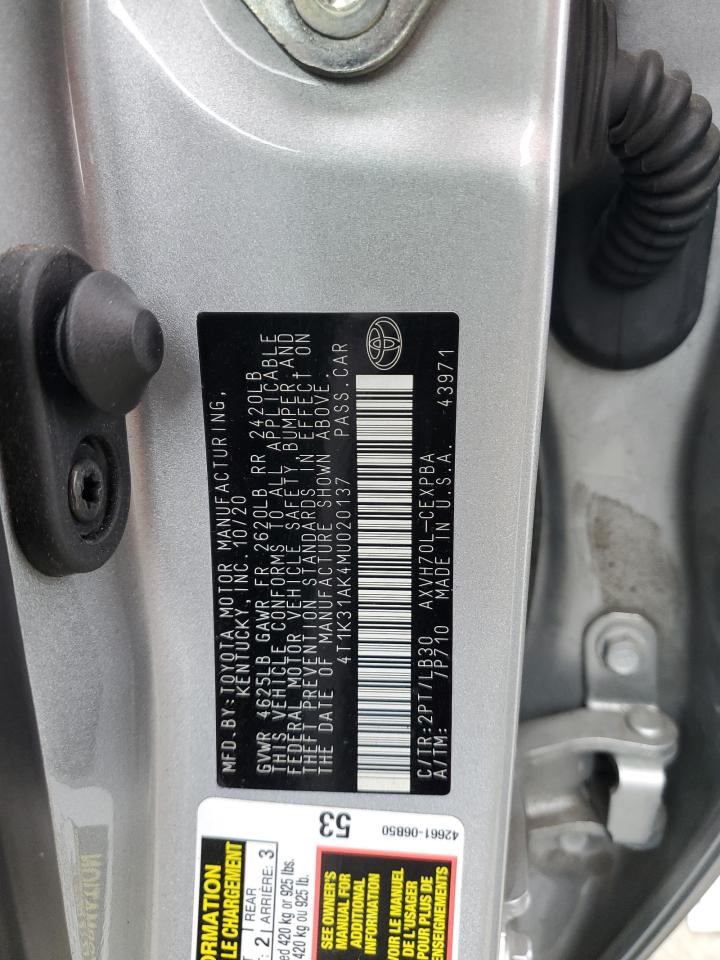 MFD.BY:TOYOTA MOTOR MANUFACTURING,
KENTUCKY, INC. 10/20
GVWR 4625LB GAWR FR 2620LB RR 2420LB
THIS VEHICLE CONFORMS TO ALL APPLICABLE
FEDERAL MOTOR VEHICLE SAFETY,BUMPER,AND
THEFT PREVENTION STANDARDS IN EFFECT ON
THE DATE OF MANUFACTURE SHOWN ABOVE.
4T1K31AK4MU020137 PASS.CAR
C/TR:2PT/LB30 AXVH70L-CEXPBA
A/TM: 7P710 MADE IN U.S.A. 43971
53
42661-06B50
LE CHARGEMENT
REAR
2 ARRIÈRE: 3
420 kg or 925 lbs.
420 kg ou 925 lb.
SEE OWNER'S
MANUAL FOR
ADDITIONAL
INFORMATION
VOIR LE MANUEL
DE L'USAGER
POUR PLUS DE
RENSEIGNEMENTS